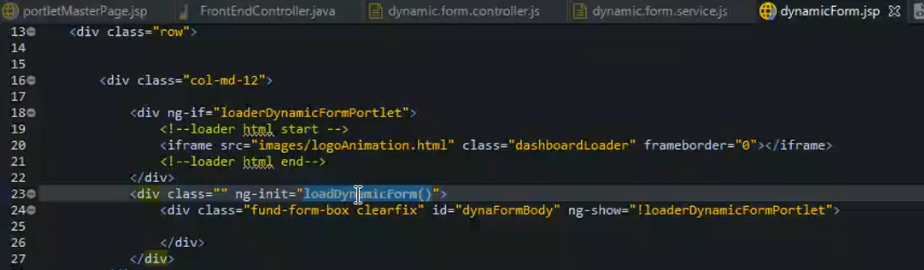 portletMasterPage.jsp FrontEndController.java dynamic.form.controller.js dynamic.form.service.js dynamicForm.jsp
13 <div class="row">
14
15
16 <div class="col-md-12">
17
18 <div ng-if="loaderDynamicFormPortlet">
19 <!--loader html start -->
20 <iframe src="images/logoAnimation.html" class="dashboardLoader" frameborder="0"></iframe>
21 <!--loader html end-->
22 </div>
23 <div class="" ng-init="loadDynamicForm()">
24 <div class="fund-form-box clearfix" id="dynaFormBody" ng-show="!loaderDynamicFormPortlet">
25
26 </div>
27 </div>